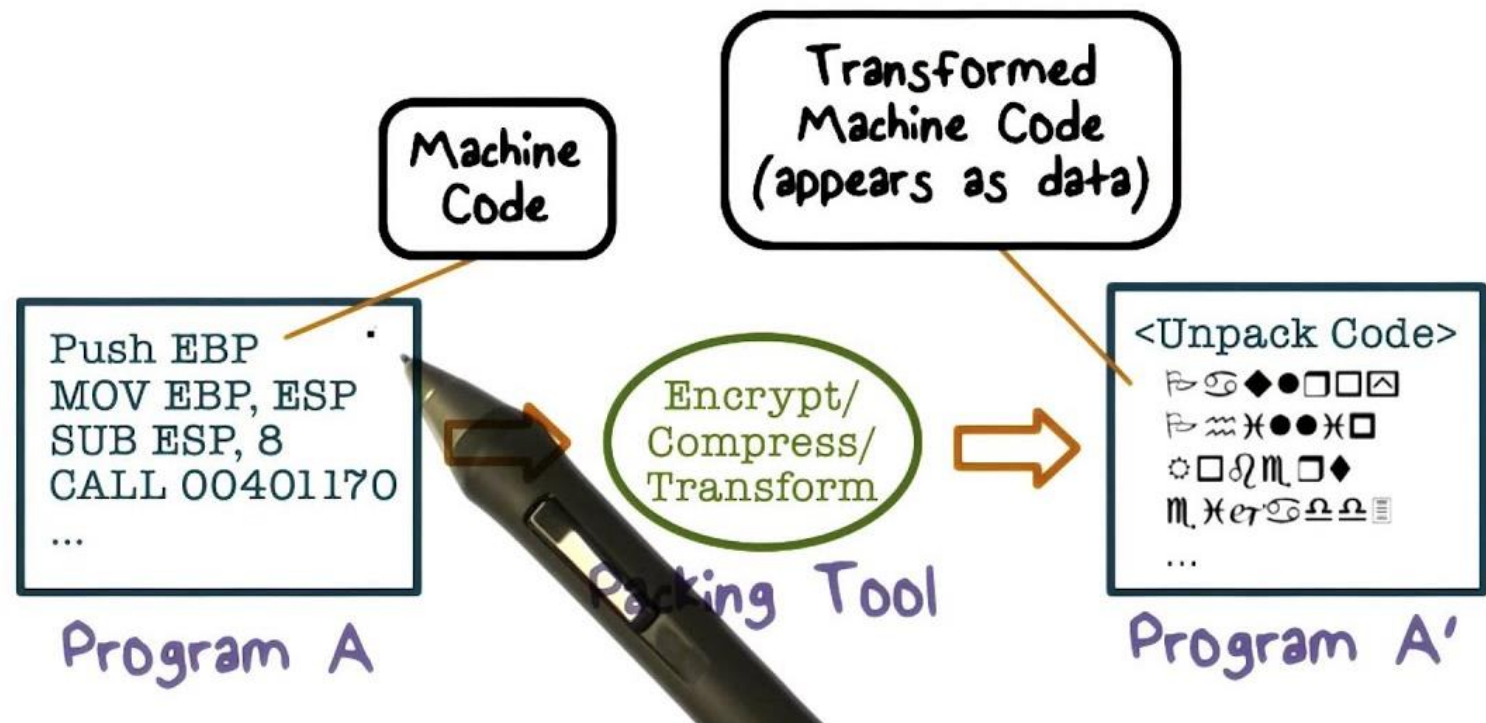 Transformed
Machine Code
(appears as data)
Machine
Code
Push EBP
MOV EBP, ESP
SUB ESP, 8
CALL 00401170
...
Encrypt/
Compress/
Transform
<Unpack Code>
...
Packing Tool
Program A
Program A'